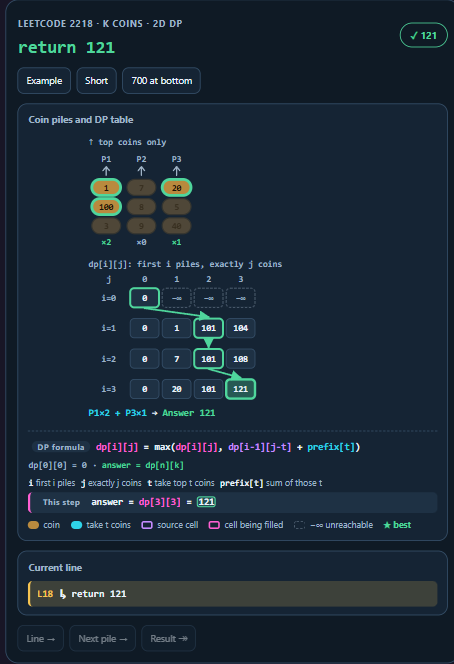 LEETCODE 2218 · K COINS · 2D DP
return 121
✓ 121
Example Short 700 at bottom
Coin piles and DP table
↑ top coins only
P1 P2 P3
↑ ↑ ↑
1 7 20
100 8 5
3 9 40
×2 ×0 ×1
dp[i][j]: first i piles, exactly j coins
j 0 1 2 3
i=0 0 −∞ −∞ −∞
i=1 0 1 101 104
i=2 0 7 101 108
i=3 0 20 101 121
P1×2 + P3×1 → Answer 121
DP formula dp[i][j] = max(dp[i][j], dp[i-1][j-t] + prefix[t])
dp[0][0] = 0 · answer = dp[n][k]
i first i piles j exactly j coins t take top t coins prefix[t] sum of those t
This step answer = dp[3][3] = 121
coin take t coins source cell cell being filled −∞ unreachable ★ best
Current line
L18 ↳ return 121
Line → Next pile → Result ↠